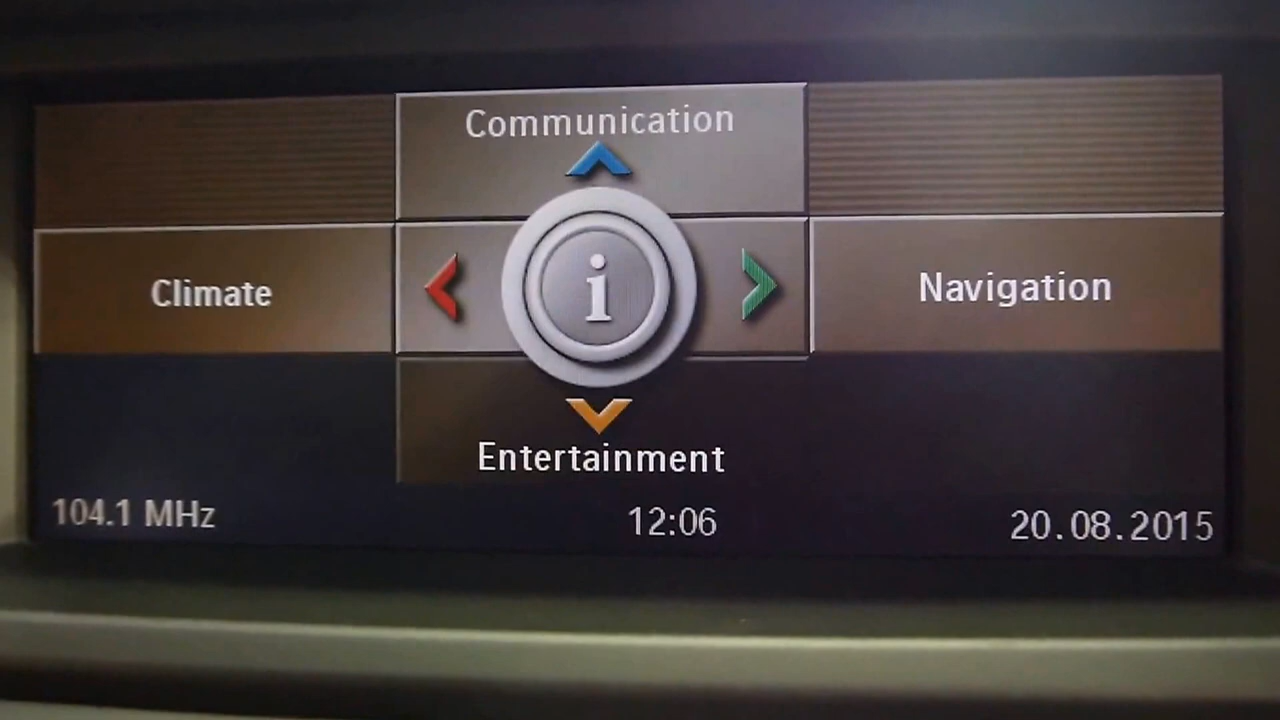 Communication
Climate
i
Navigation
Entertainment
104.1 MHz
12:06
20.08.2015